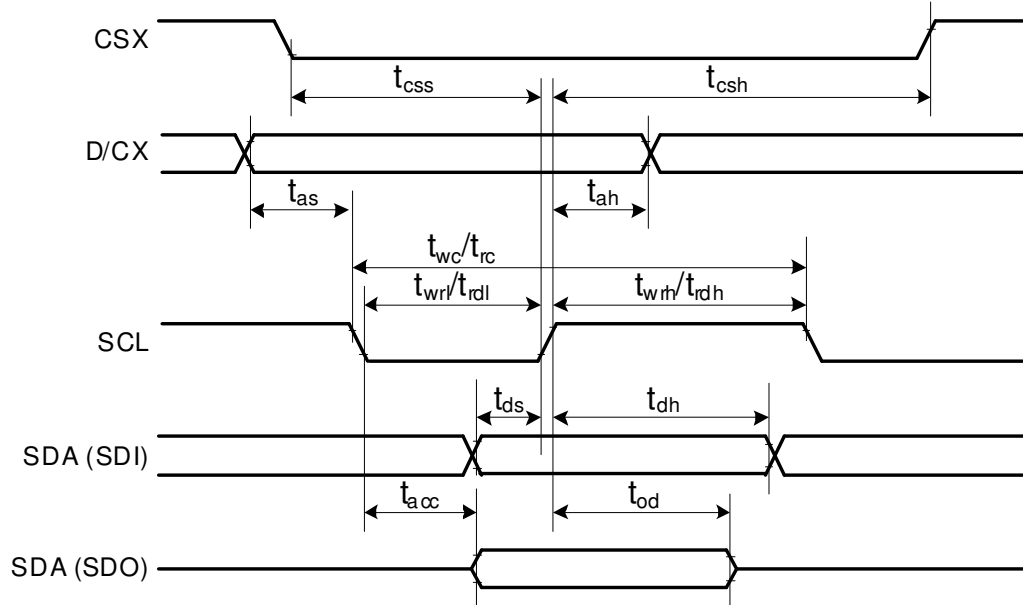 CSX
tcss
tcsh
D/CX
tas
tah
twc/trc
twrl/trdl
twrh/trdh
SCL
tds
tdh
SDA (SDI)
tacc
tod
SDA (SDO)